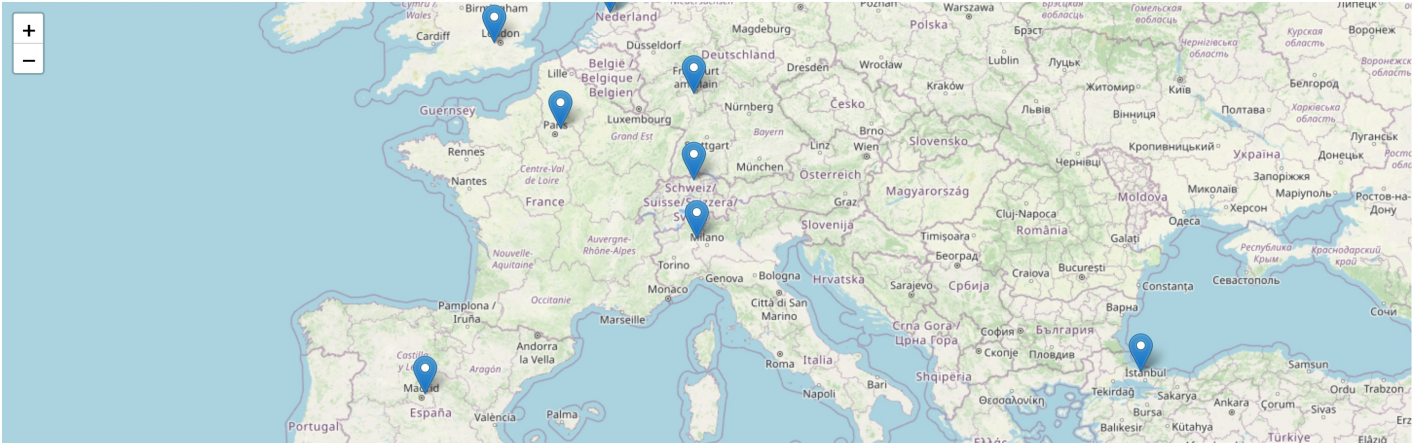 +
−
Cymru /
Wales
Birmingham
London
Cardiff
Guernsey
Nederland
Düsseldorf
België /
Belgique /
Belgien
Lille
Paris
Luxembourg
Grand Est
Rennes
Nantes
Centre-Val
de Loire
France
Nouvelle-
Aquitaine
Auvergne-
Rhône-Alpes
Occitanie
Marseille
Monaco
Andorra
la Vella
Pamplona /
Iruña
Aragón
Madrid
España
València
Palma
Portugal
Niedersachsen
Magdeburg
Deutschland
Frankfurt
am Main
Dresden
Nürnberg
Bayern
Stuttgart
München
Schweiz/
Suisse/Svizzera/
Milano
Torino
Genova
Bologna
Città di San
Marino
Roma
Italia
Napoli
Bari
Poznań
Warszawa
Polska
Wrocław
Lublin
Kraków
Česko
Brno
Linz
Wien
Österreich
Graz
Slovensko
Magyarország
Slovenija
Hrvatska
Sarajevo
Београд
Србија
Crna Gora /
Црна Гора
Shqipëria
Скопје
София
Пловдив
България
Варна
Timișoara
Cluj-Napoca
România
Craiova
București
Constanța
Galați
Moldova
Брэст
Брэсцкая
вобласць
Гомельская
вобласць
Луцьк
Львів
Житомир
Київ
Вінниця
Чернівці
Чернігівська
область
Курская
область
Липецк
Воронеж
Белгород
Полтава
Харківська
область
Луганськ
Кропивницький
Україна
Донецьк
Запоріжжя
Маріуполь
Миколаїв
Херсон
Одеса
Ростов-на-
Дону
Республика
Крым
Севастополь
Краснодарский
край
Сочи
Θεσσαλονίκη
İstanbul
Tekirdağ
Bursa
Balıkesir
Sakarya
Kütahya
Ankara
Çorum
Sivas
Samsun
Ordu
Trabzon
Türkiye
Elâzığ